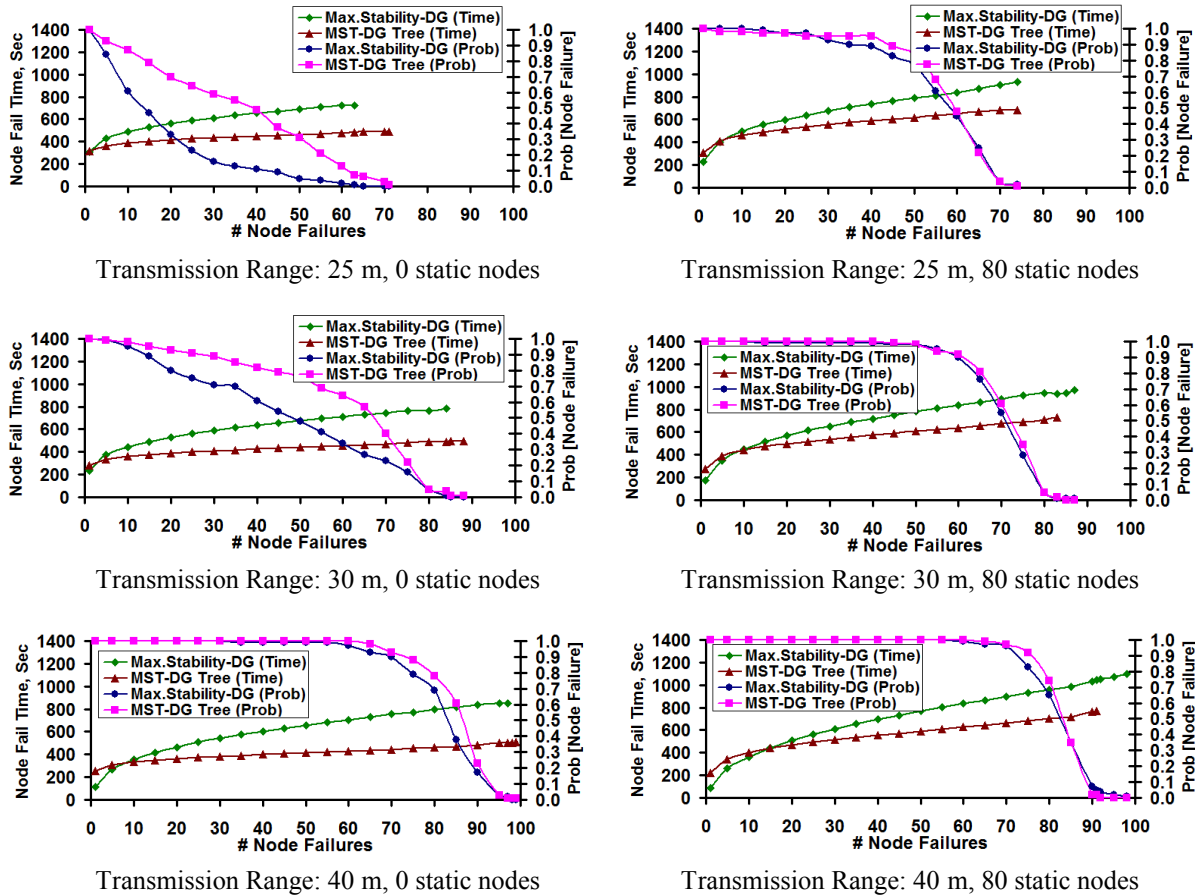 Max.Stability-DG (Time)
MST-DG Tree (Time)
Max.Stability-DG (Prob)
MST-DG Tree (Prob)
Node Fail Time, Sec
1400
1200
1000
800
600
400
200
0
1.0
0.9
0.8
0.7
0.6
0.5
0.4
0.3
0.2
0.1
0.0
Prob [Node Failure]
0 10 20 30 40 50 60 70 80 90 100
# Node Failures
Transmission Range: 25 m, 0 static nodes
Max.Stability-DG (Time)
MST-DG Tree (Time)
Max.Stability-DG (Prob)
MST-DG Tree (Prob)
Node Fail Time, Sec
1400
1200
1000
800
600
400
200
0
1.0
0.9
0.8
0.7
0.6
0.5
0.4
0.3
0.2
0.1
0.0
Prob [Node Failure]
0 10 20 30 40 50 60 70 80 90 100
# Node Failures
Transmission Range: 25 m, 80 static nodes
Max.Stability-DG (Time)
MST-DG Tree (Time)
Max.Stability-DG (Prob)
MST-DG Tree (Prob)
Node Fail Time, Sec
1400
1200
1000
800
600
400
200
0
1.0
0.9
0.8
0.7
0.6
0.5
0.4
0.3
0.2
0.1
0.0
Prob [Node Failure]
0 10 20 30 40 50 60 70 80 90 100
# Node Failures
Transmission Range: 30 m, 0 static nodes
Max.Stability-DG (Time)
MST-DG Tree (Time)
Max.Stability-DG (Prob)
MST-DG Tree (Prob)
Node Fail Time, Sec
1400
1200
1000
800
600
400
200
0
1.0
0.9
0.8
0.7
0.6
0.5
0.4
0.3
0.2
0.1
0.0
Prob [Node Failure]
0 10 20 30 40 50 60 70 80 90 100
# Node Failures
Transmission Range: 30 m, 80 static nodes
Max.Stability-DG (Time)
MST-DG Tree (Time)
Max.Stability-DG (Prob)
MST-DG Tree (Prob)
Node Fail Time, Sec
1400
1200
1000
800
600
400
200
0
1.0
0.9
0.8
0.7
0.6
0.5
0.4
0.3
0.2
0.1
0.0
Prob [Node Failure]
0 10 20 30 40 50 60 70 80 90 100
# Node Failures
Transmission Range: 40 m, 0 static nodes
Max.Stability-DG (Time)
MST-DG Tree (Time)
Max.Stability-DG (Prob)
MST-DG Tree (Prob)
Node Fail Time, Sec
1400
1200
1000
800
600
400
200
0
1.0
0.9
0.8
0.7
0.6
0.5
0.4
0.3
0.2
0.1
0.0
Prob [Node Failure]
0 10 20 30 40 50 60 70 80 90 100
# Node Failures
Transmission Range: 40 m, 80 static nodes